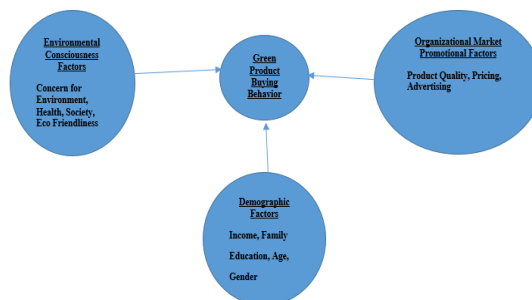 Environmental
Consciousness
Factors
Concern for
Environment,
Health, Society,
Eco Friendliness
Green
Product
Buying
Behavior
Organizational Market
Promotional Factors
Product Quality, Pricing,
Advertising
Demographic
Factors
Income, Family
Education, Age,
Gender